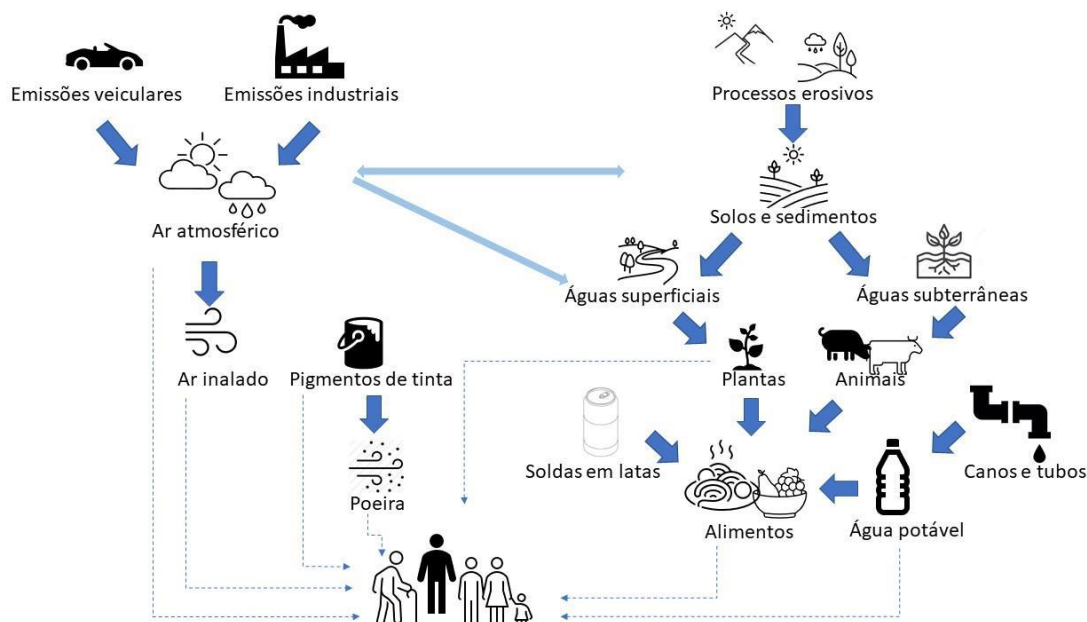 Emissões veiculares
Emissões industriais
Processos erosivos
Ar atmosférico
Solos e sedimentos
Águas superficiais
Águas subterrâneas
Ar inalado
Pigmentos de tinta
Plantas
Animais
Soldas em latas
Canos e tubos
Poeira
Alimentos
Água potável